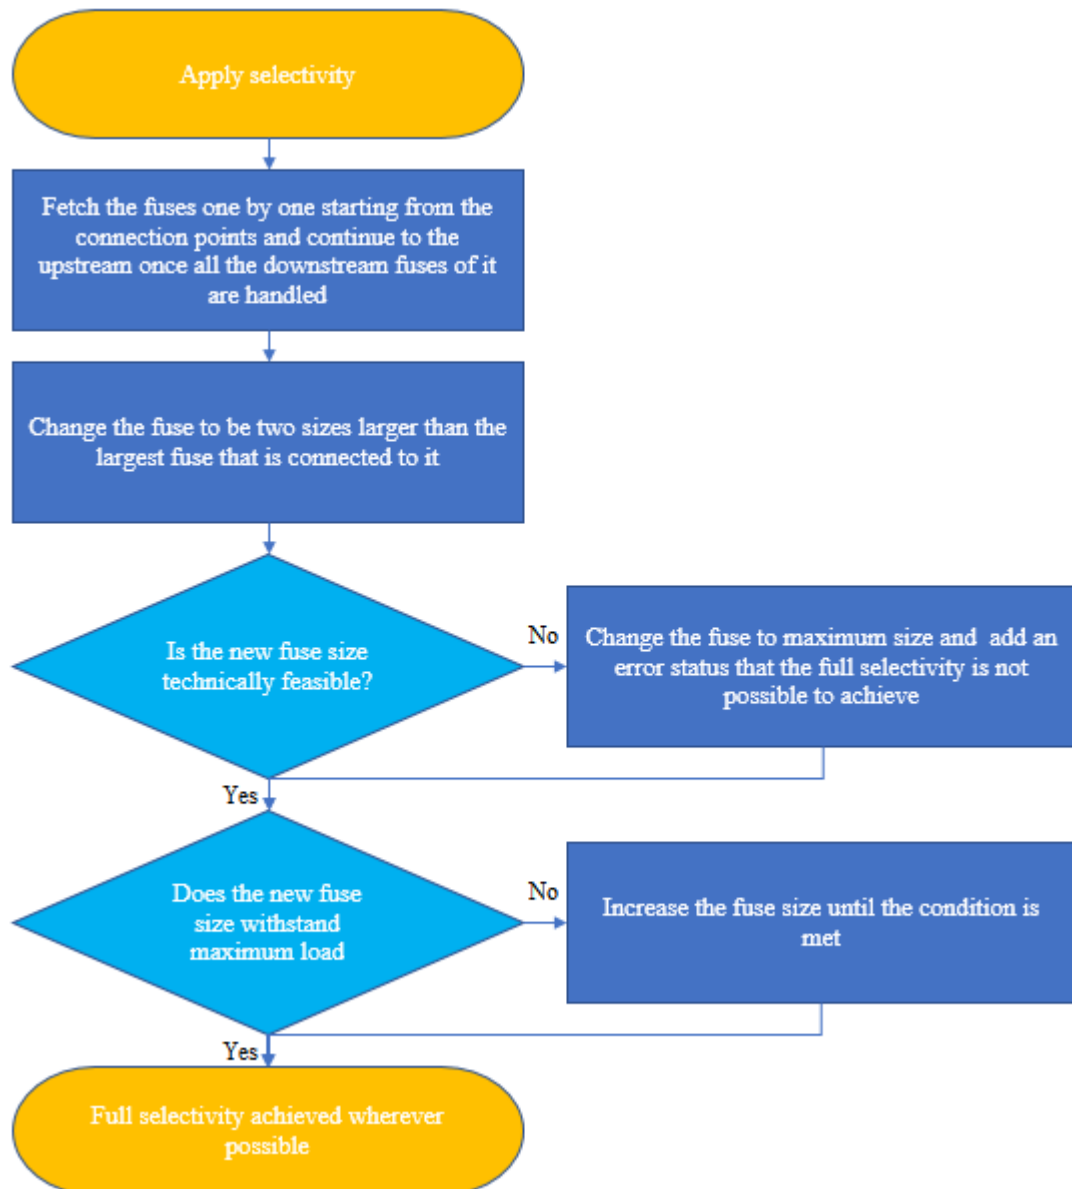 Apply selectivity
Fetch the fuses one by one starting from the
connection points and continue to the
upstream once all the downstream fuses of it
are handled
Change the fuse to be two sizes larger than the
largest fuse that is connected to it
Is the new fuse size
technically feasible?
No
Change the fuse to maximum size and  add an
error status that the full selectivity is not
possible to achieve
Yes
Does the new fuse
size withstand
maximum load
No
Increase the fuse size until the condition is
met
Yes
Full selectivity achieved wherever
possible